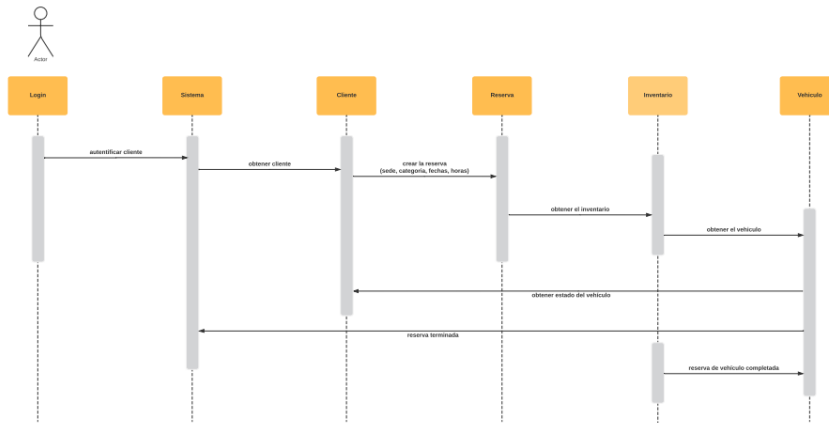 Actor
Login
Sistema
Cliente
Reserva
Inventario
Vehiculo
autentificar cliente
obtener cliente
crear la reserva
(sede, categoria, fechas, horas)
obtener el inventario
obtener el vehiculo
obtener estado del vehiculo
reserva terminada
reserva de vehiculo completada